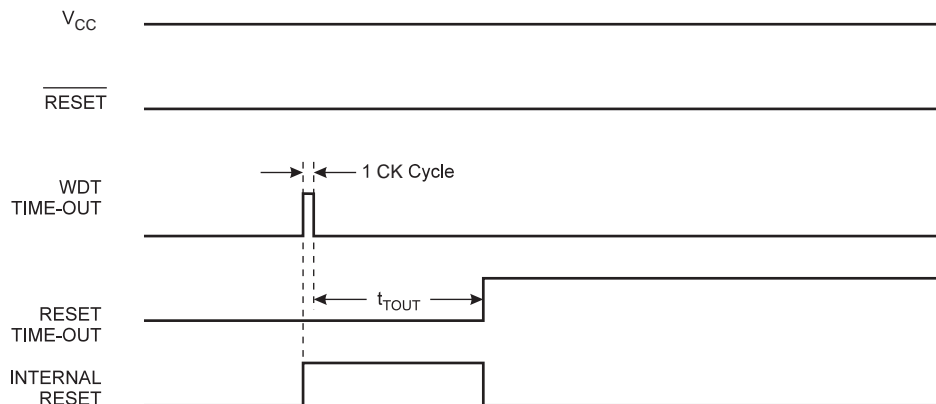 VCC
RESET
1 CK Cycle
WDT
TIME-OUT
tTOUT
RESET
TIME-OUT
INTERNAL
RESET